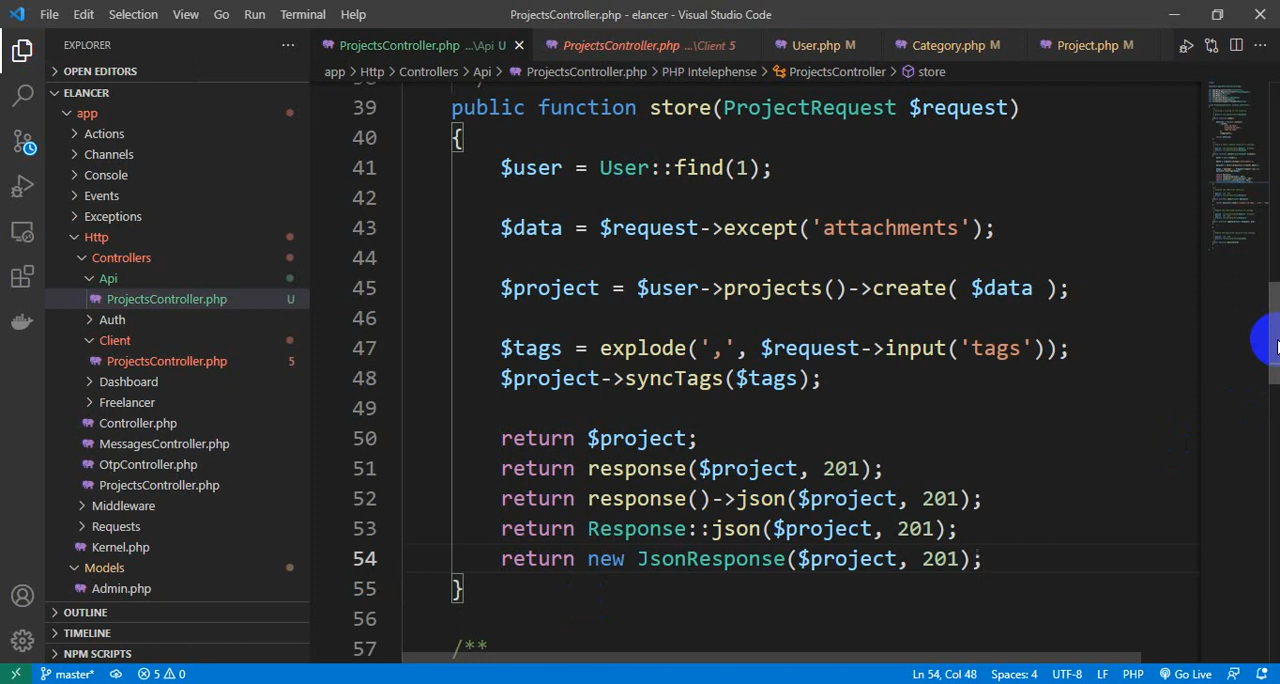 File Edit Selection View Go Run Terminal Help ProjectsController.php - elancer - Visual Studio Code
EXPLORER
ProjectsController.php ...\Api U
ProjectsController.php ...\Client 5
User.php M
Category.php M
Project.php M
OPEN EDITORS
app > Http > Controllers > Api > ProjectsController.php > PHP Intelephense > ProjectsController > store
ELANCER
app
Actions
Channels
Console
Events
Exceptions
Http
Controllers
Api
ProjectsController.php U
Auth
Client
ProjectsController.php 5
Dashboard
Freelancer
Controller.php
MessagesController.php
OtpController.php
ProjectsController.php
Middleware
Requests
Kernel.php
Models
Admin.php
OUTLINE
TIMELINE
NPM SCRIPTS
39 public function store(ProjectRequest $request)
40 {
41 $user = User::find(1);
42
43 $data = $request->except('attachments');
44
45 $project = $user->projects()->create( $data );
46
47 $tags = explode(',', $request->input('tags'));
48 $project->syncTags($tags);
49
50 return $project;
51 return response($project, 201);
52 return response()->json($project, 201);
53 return Response::json($project, 201);
54 return new JsonResponse($project, 201);
55 }
56
57 /**
master* 5 0 Ln 54, Col 48 Spaces: 4 UTF-8 LF PHP Go Live